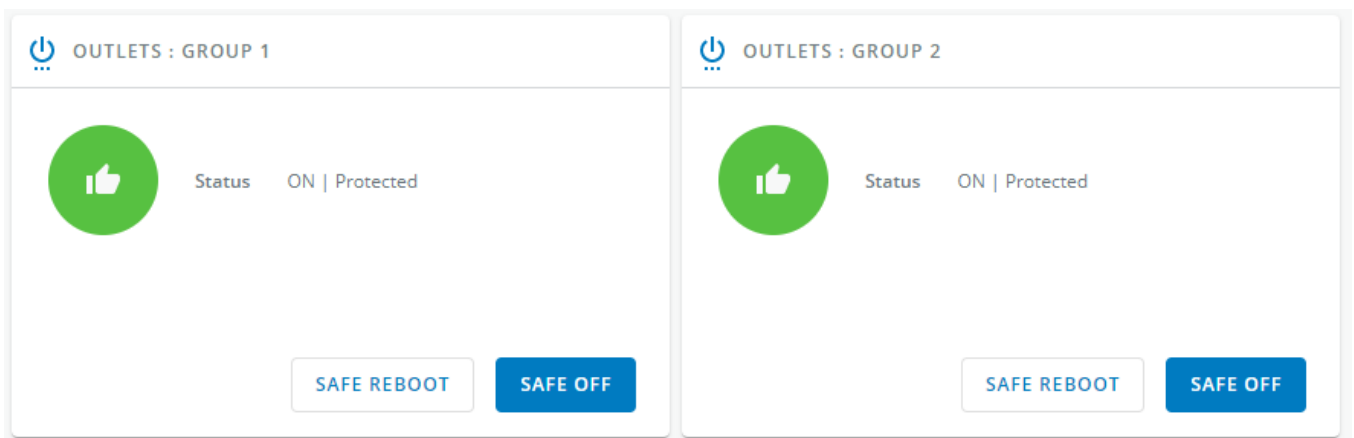 OUTLETS : GROUP 1
Status ON | Protected
SAFE REBOOT SAFE OFF
OUTLETS : GROUP 2
Status ON | Protected
SAFE REBOOT SAFE OFF